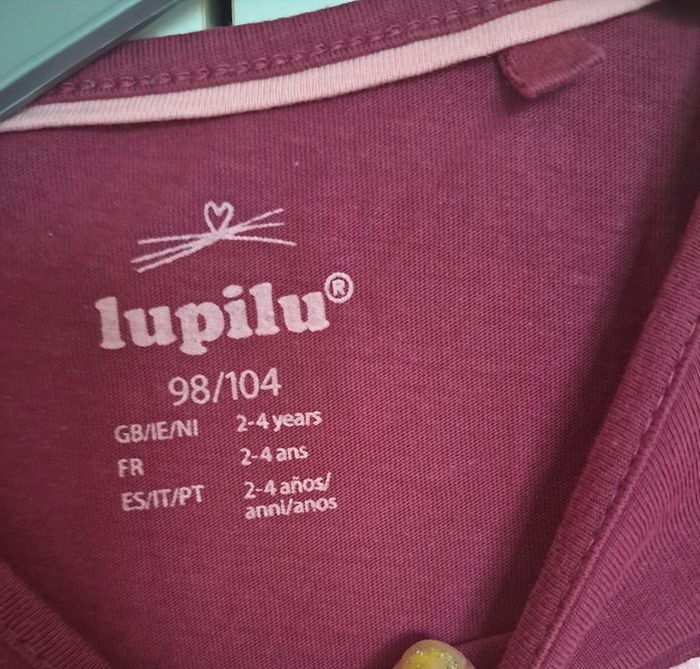 lupilu®
98/104
GB/IE/NI 2-4 years
FR 2-4 ans
ES/IT/PT 2-4 años/
anni/anos